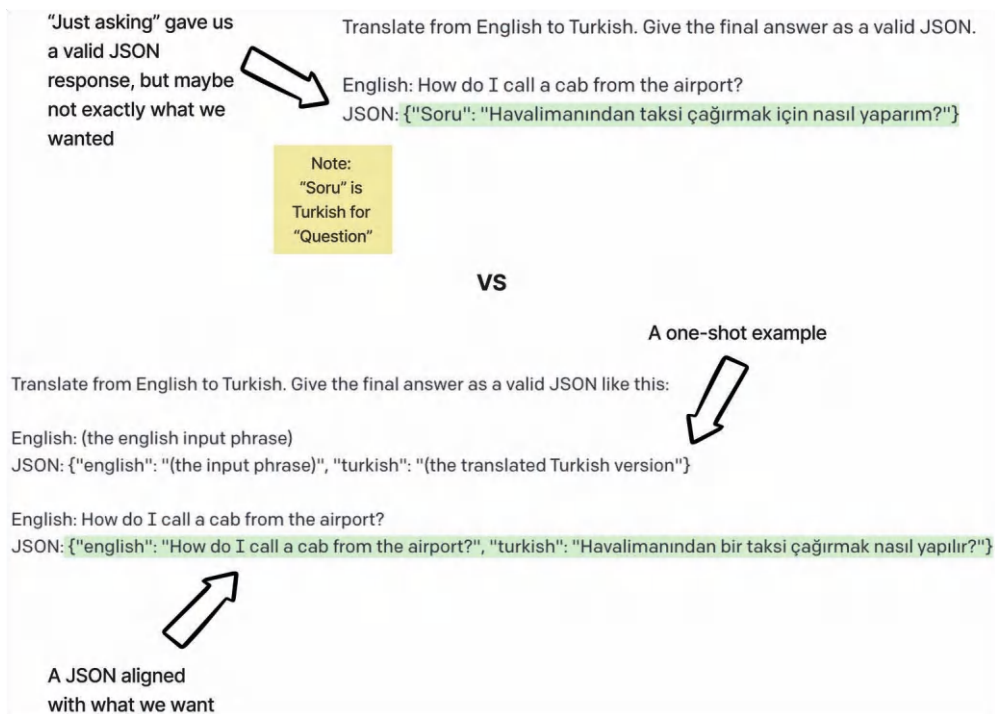 “Just asking” gave us
a valid JSON
response, but maybe
not exactly what we
wanted
Translate from English to Turkish. Give the final answer as a valid JSON.
English: How do I call a cab from the airport?
JSON: {"Soru": "Havalimanından taksi çağırmak için nasıl yaparım?"}
Note:
“Soru” is
Turkish for
“Question”
VS
A one-shot example
Translate from English to Turkish. Give the final answer as a valid JSON like this:
English: (the english input phrase)
JSON: {"english": "(the input phrase)", "turkish": "(the translated Turkish version"}
English: How do I call a cab from the airport?
JSON: {"english": "How do I call a cab from the airport?", "turkish": "Havalimanından bir taksi çağırmak nasıl yapılır?"}
A JSON aligned
with what we want